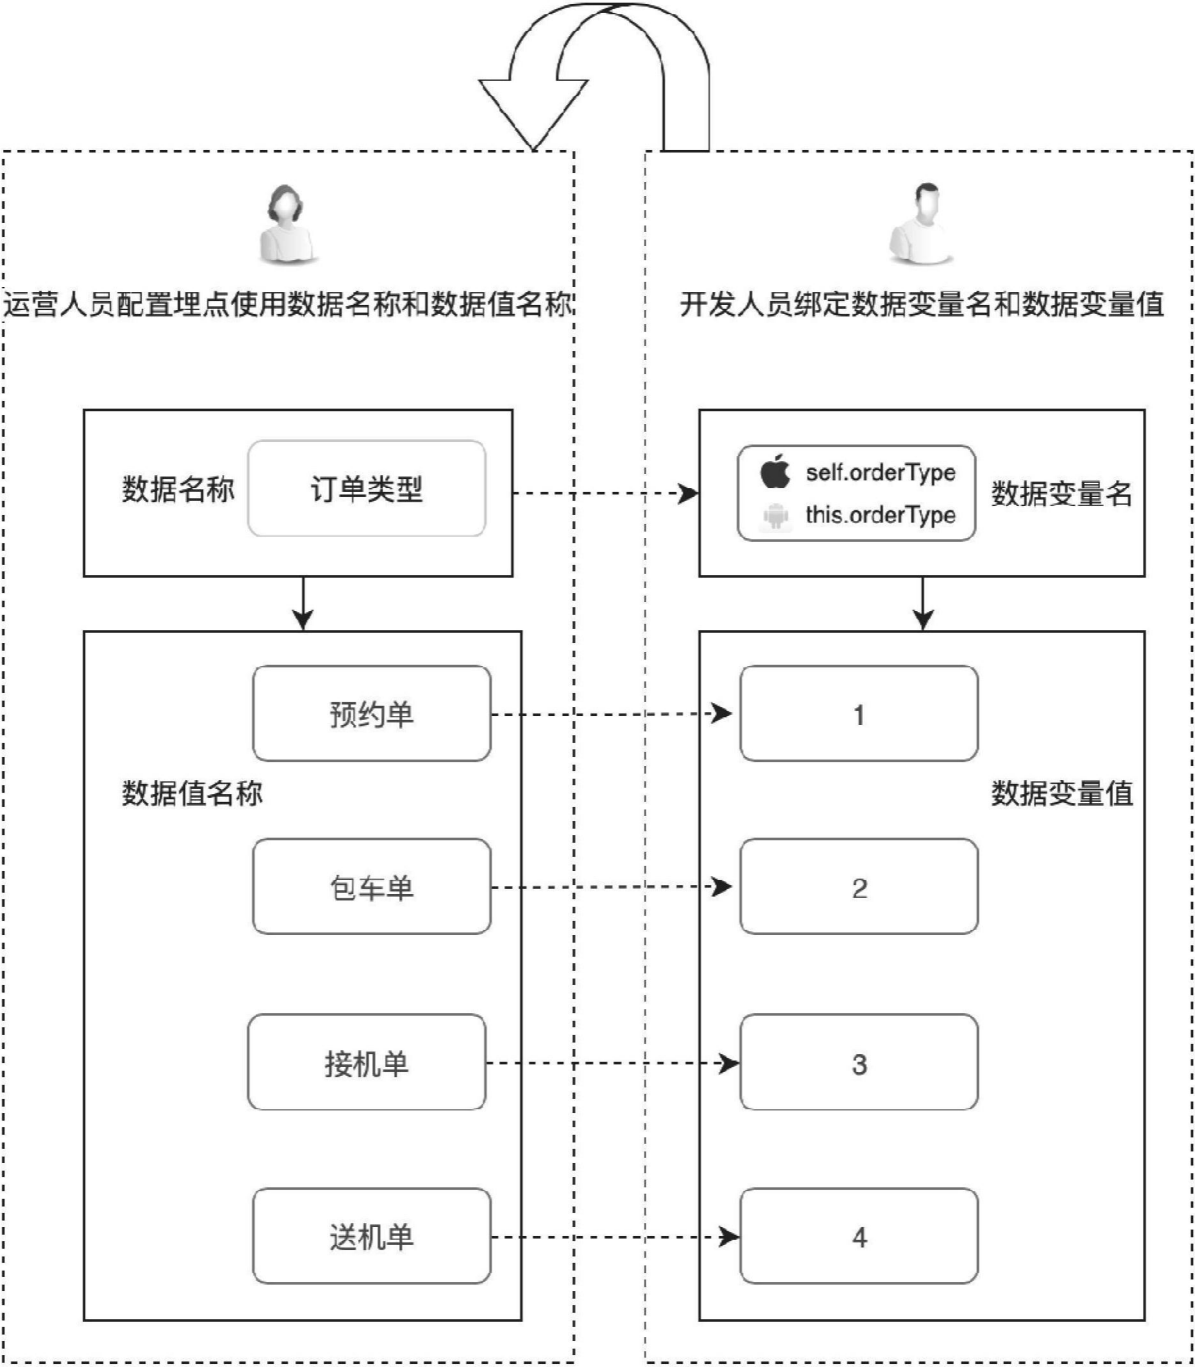 运营人员配置埋点使用数据名称和数据值名称
开发人员绑定数据变量名和数据变量值
数据名称
订单类型
self.orderType
this.orderType
数据变量名
预约单
1
数据值名称
数据变量值
包车单
2
接机单
3
送机单
4